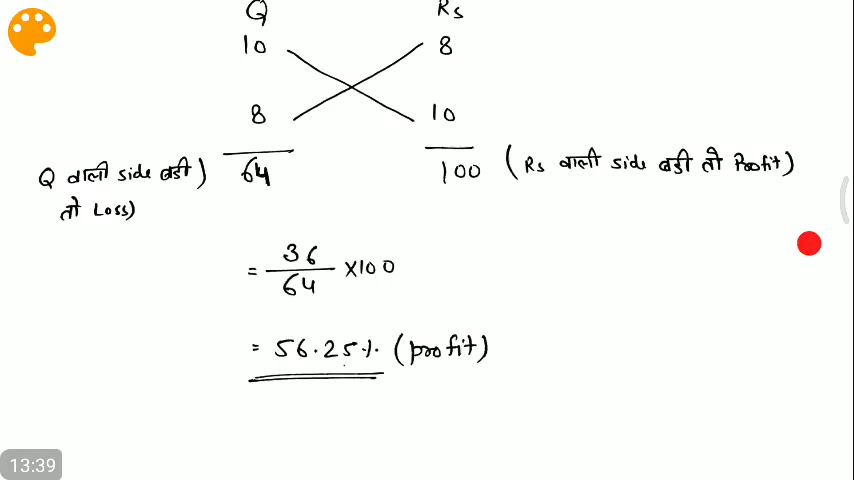 Q Rs
10 8
8 10
Q वाली side बड़ी) 64 100 (Rs वाली side बड़ी तो Profit)
तो Loss)
= 36/64 ×100
= 56.25%. (profit)
13:39